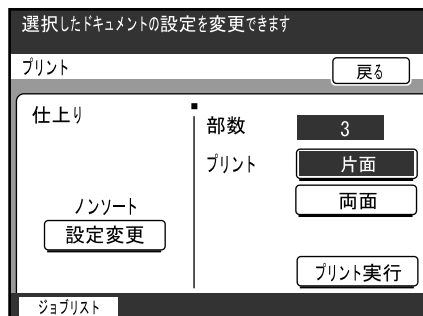 選択したドキュメントの設定を変更できます
プリント
戻る
仕上り
ノンソート
設定変更
部数 3
プリント 片面
両面
プリント実行
ジョブリスト